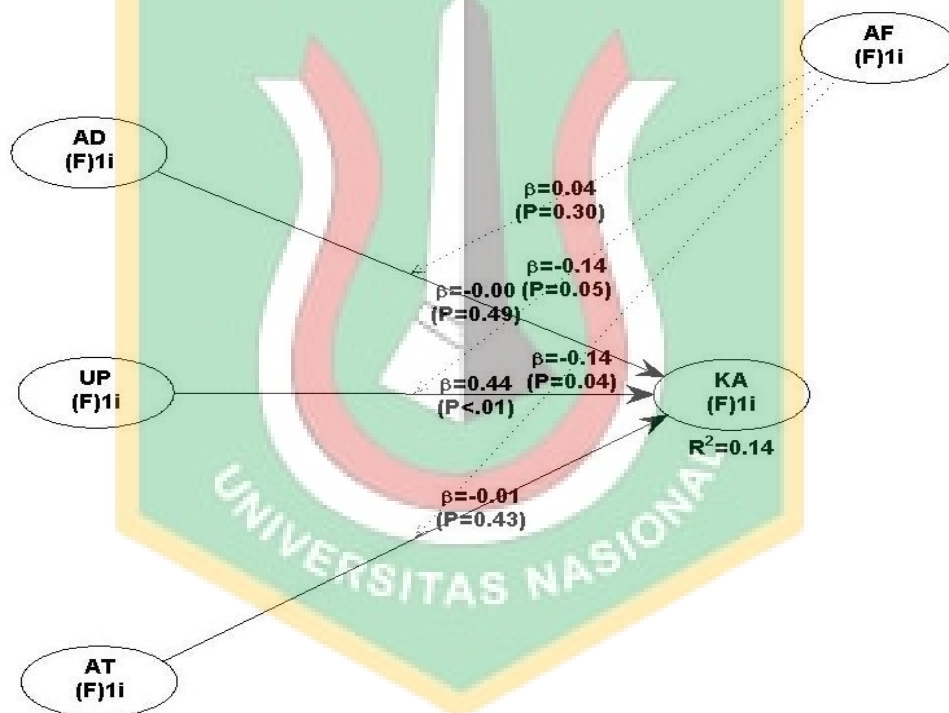 AF
(F)1i
AD
(F)1i
β=0.04
(P=0.30)
β=-0.14
(P=0.05)
β=-0.00
(P=0.49)
β=-0.14
(P=0.04)
UP
(F)1i
β=0.44
(P<.01)
KA
(F)1i
R²=0.14
β=-0.01
(P=0.43)
UNIVERSITAS NASIONAL
AT
(F)1i